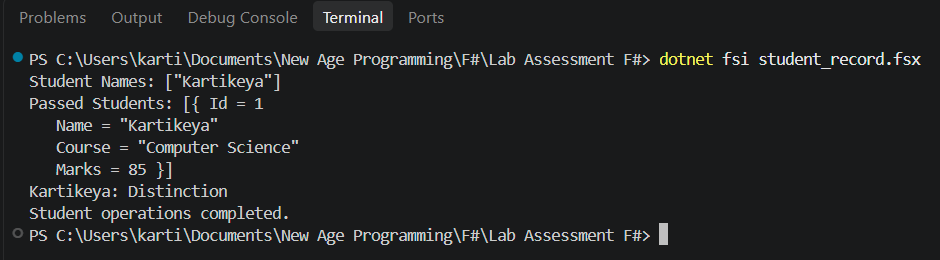 Problems Output Debug Console Terminal Ports
PS C:\Users\karti\Documents\New Age Programming\F#\Lab Assessment F#> dotnet fsi student_record.fsx
Student Names: ["Kartikeya"]
Passed Students: [{ Id = 1
   Name = "Kartikeya"
   Course = "Computer Science"
   Marks = 85 }]
Kartikeya: Distinction
Student operations completed.
PS C:\Users\karti\Documents\New Age Programming\F#\Lab Assessment F#>